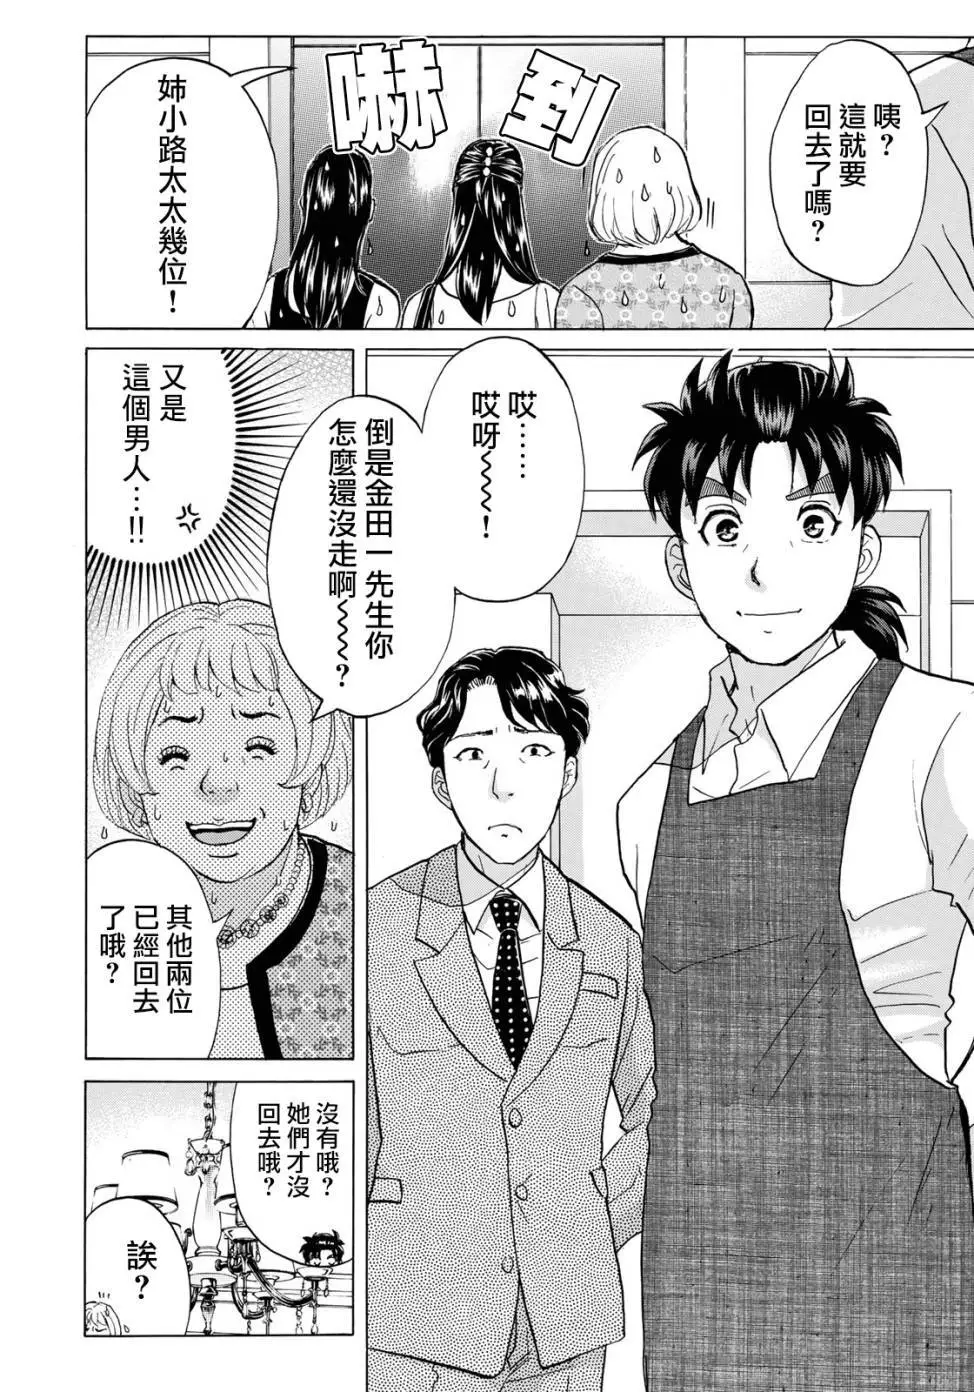 咦？
這就要
回去了嗎？
嚇到
姉小路太太幾位！
哎……
哎呀～～～！
倒是金田一先生你
怎麼還沒走啊～～～～？
又是
這個男人…!!
其他兩位
已經回去
了哦？
沒有哦？
她們才沒
回去哦？
誒？